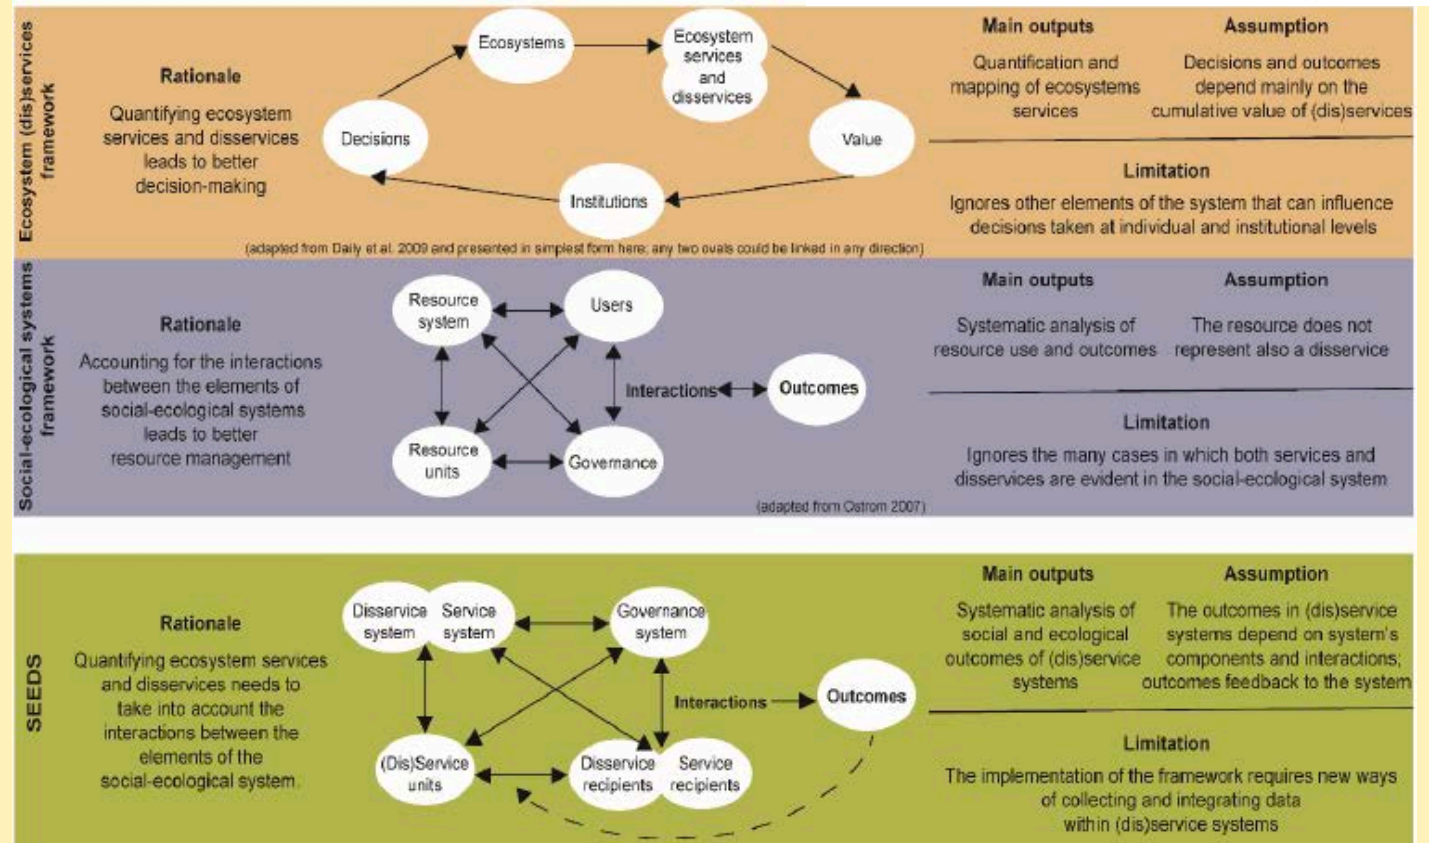 Ecosystem (dis)services
framework
Rationale
Quantifying ecosystem
services and disservices
leads to better
decision-making
Ecosystems
Ecosystem
services
and
disservices
Decisions
Value
Institutions
(adapted from Daily et al. 2009 and presented in simplest form here; any two ovals could be linked in any direction)
Main outputs
Quantification and
mapping of ecosystems
services
Assumption
Decisions and outcomes
depend mainly on the
cumulative value of (dis)services
Limitation
Ignores other elements of the system that can influence
decisions taken at individual and institutional levels
Social-ecological systems
framework
Rationale
Accounting for the interactions
between the elements of
social-ecological systems
leads to better
resource management
Resource
system
Users
Resource
units
Governance
Interactions
Outcomes
(adapted from Ostrom 2007)
Main outputs
Systematic analysis of
resource use and outcomes
Assumption
The resource does not
represent also a disservice
Limitation
Ignores the many cases in which both services and
disservices are evident in the social-ecological system
SEEDS
Rationale
Quantifying ecosystem services
and disservices needs to
take into account the
interactions between the
elements of the
social-ecological system.
Disservice
system
Service
system
Governance
system
(Dis)Service
units
Disservice
recipients
Service
recipients
Interactions
Outcomes
Main outputs
Systematic analysis of
social and ecological
outcomes of (dis)service
systems
Assumption
The outcomes in (dis)service
systems depend on system's
components and interactions;
outcomes feedback to the system
Limitation
The implementation of the framework requires new ways
of collecting and integrating data
within (dis)service systems